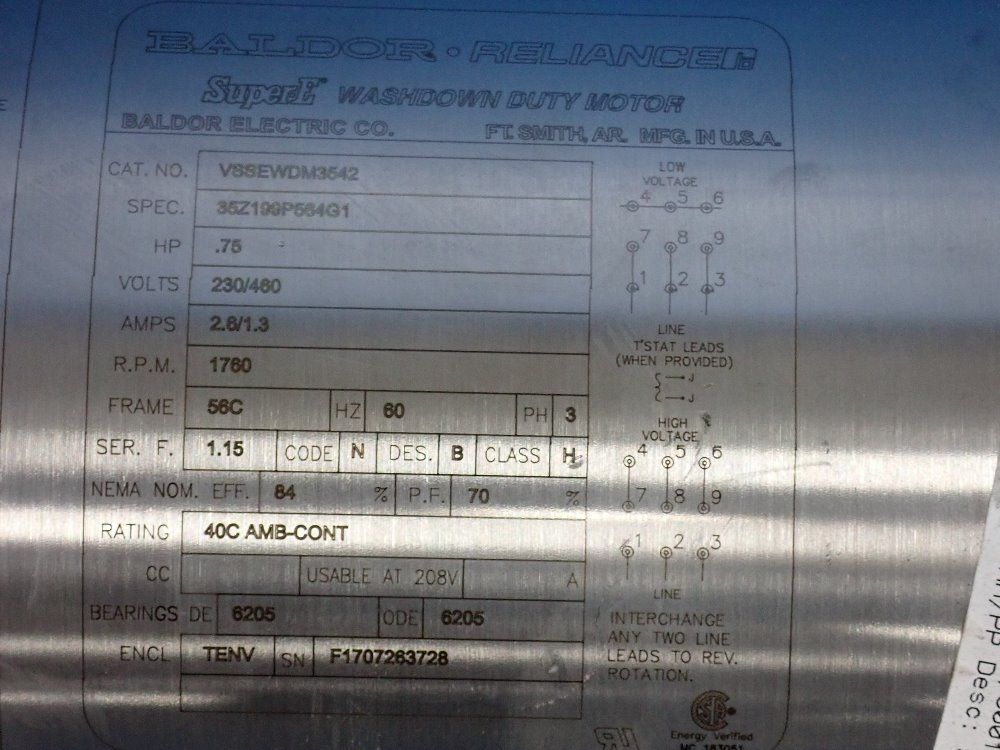 BALDOR • RELIANCER
Super-E WASHDOWN DUTY MOTOR
BALDOR ELECTRIC CO. FT. SMITH, AR. MFG. IN U.S.A.
CAT. NO. VSSEWDM3542
SPEC. 35Z199P564G1
HP .75
VOLTS 230/460
AMPS 2.6/1.3
R.P.M. 1760
FRAME 56C HZ 60 PH 3
SER. F. 1.15 CODE N DES. B CLASS H
NEMA NOM. EFF. 84 % P.F. 70 %
RATING 40C AMB-CONT
CC USABLE AT 208V A
BEARINGS DE 6205 ODE 6205
ENCL TENV SN F1707263728
LOW
VOLTAGE
4 5 6
7 8 9
1 2 3
LINE
T'STAT LEADS
(WHEN PROVIDED)
J
J
HIGH
VOLTAGE
4 5 6
7 8 9
1 2 3
LINE
INTERCHANGE
ANY TWO LINE
LEADS TO REV.
ROTATION.
Energy Verified
Desc: